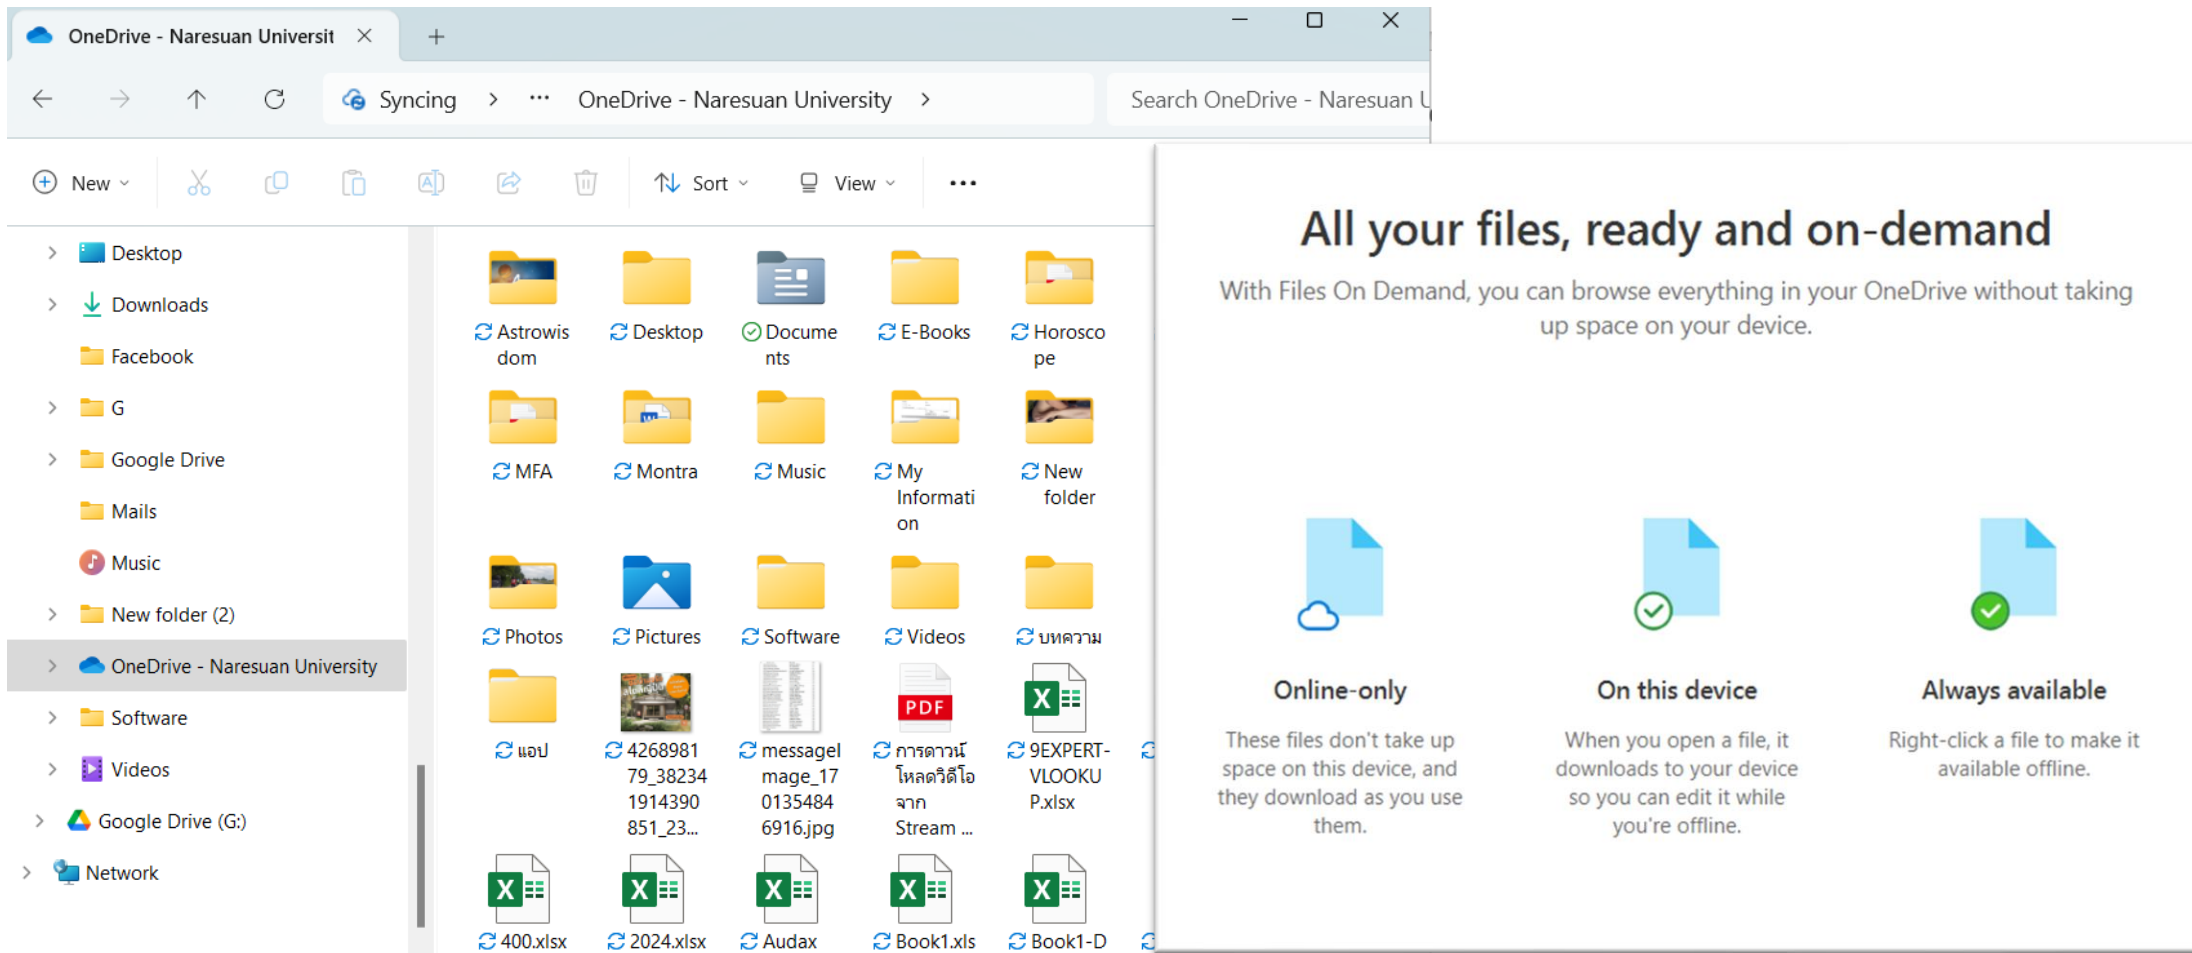 OneDrive - Naresuan Universit
Syncing
OneDrive - Naresuan University
Search OneDrive - Naresuan U
New
Sort
View
Desktop
Downloads
Facebook
G
Google Drive
Mails
Music
New folder (2)
OneDrive - Naresuan University
Software
Videos
Google Drive (G:)
Network
Astrowis
dom
Desktop
Docume
nts
E-Books
Horosco
pe
MFA
Montra
Music
My
Informati
on
New
folder
Photos
Pictures
Software
Videos
บทความ
แอป
4268981
79_38234
1914390
851_23...
messageI
mage_17
0135484
6916.jpg
PDF
การดาวน์
โหลดวิดีโอ
จาก
Stream ...
9EXPERT-
VLOOKU
P.xlsx
400.xlsx
2024.xlsx
Audax
Book1.xls
Book1-D
All your files, ready and on-demand
With Files On Demand, you can browse everything in your OneDrive without taking
up space on your device.
Online-only
These files don't take up
space on this device, and
they download as you use
them.
On this device
When you open a file, it
downloads to your device
so you can edit it while
you're offline.
Always available
Right-click a file to make it
available offline.